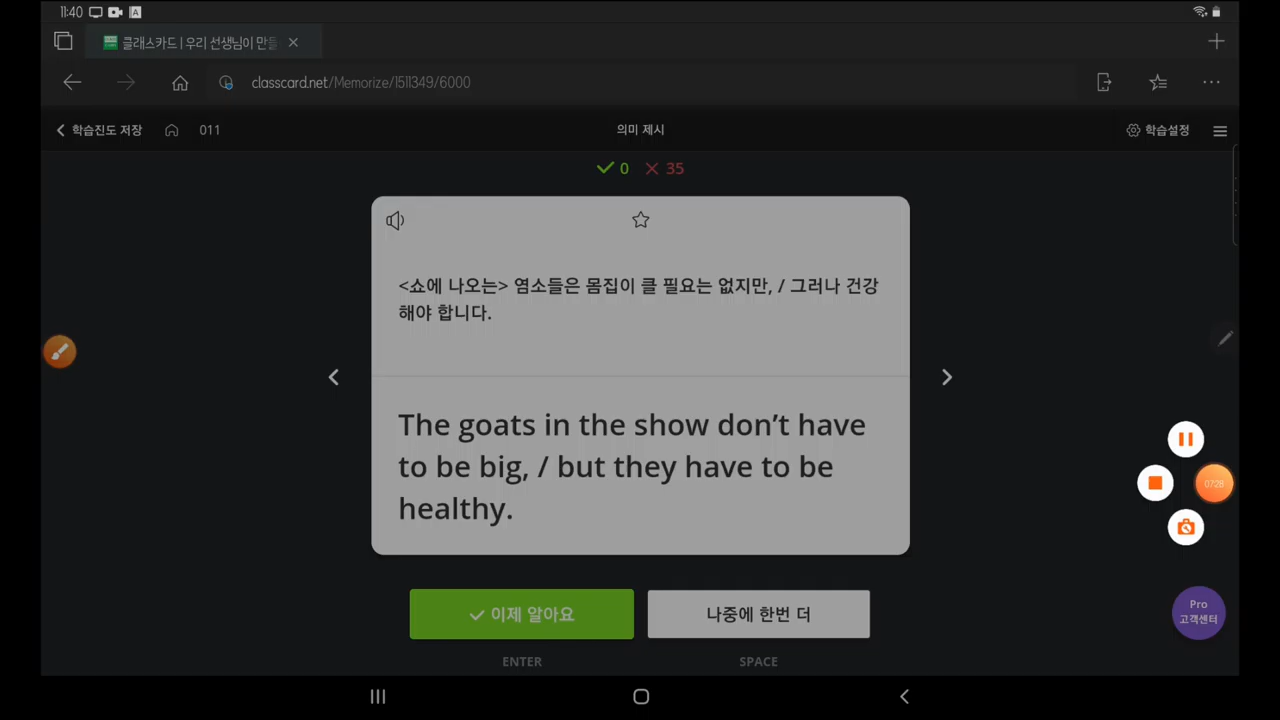 11:40
클래스카드 | 우리 선생님이 만들
classcard.net/Memorize/1511349/6000
학습진도 저장 011 의미 제시 학습설정
0 35
<쇼에 나오는> 염소들은 몸집이 클 필요는 없지만, / 그러나 건강
해야 합니다.
The goats in the show don’t have
to be big, / but they have to be
healthy.
07:28
이제 알아요 나중에 한번 더
Pro
고객센터
ENTER SPACE